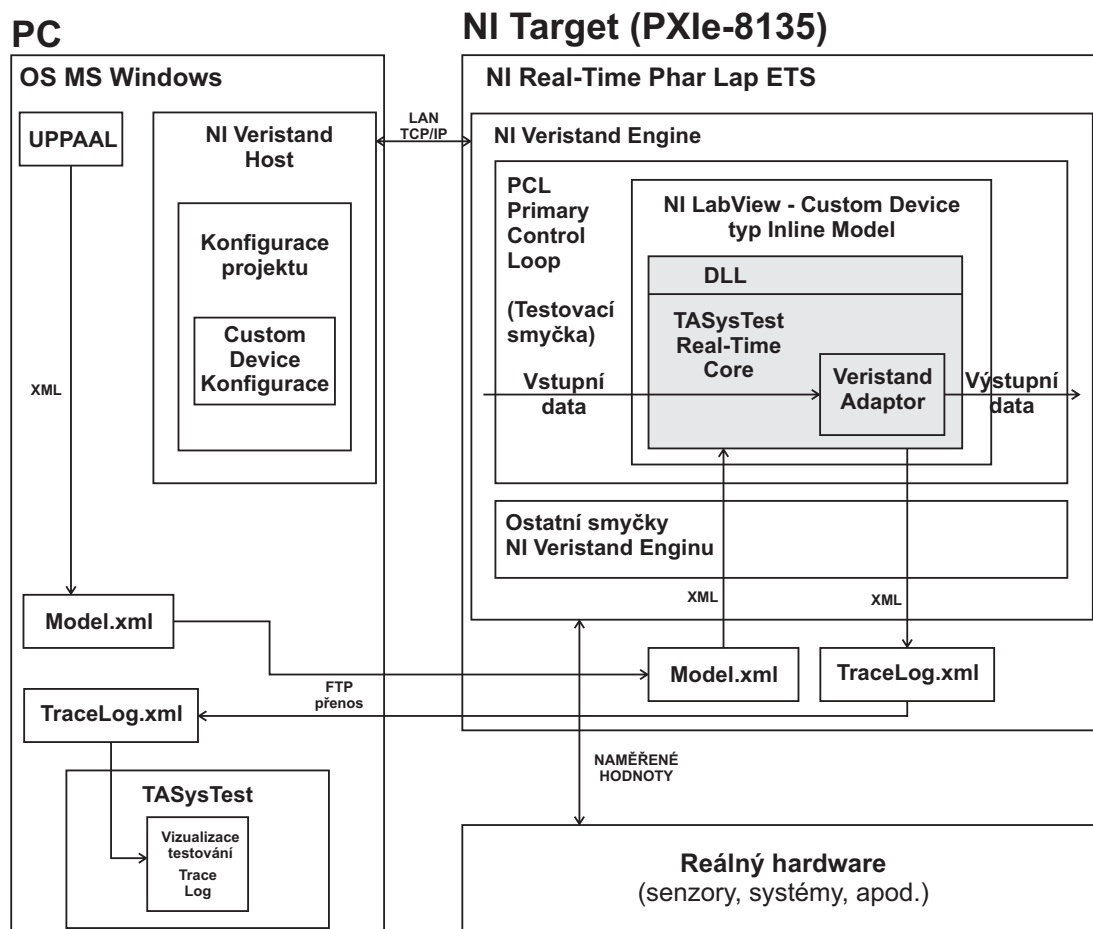 PC
OS MS Windows
UPPAAL
NI Veristand
Host
Konfigurace
projektu
Custom
Device
Konfigurace
XML
Model.xml
TraceLog.xml
TASysTest
Vizualizace
testování
Trace
Log
LAN
TCP/IP
FTP
přenos
NI Target (PXIe-8135)
NI Real-Time Phar Lap ETS
NI Veristand Engine
PCL
Primary
Control
Loop
(Testovací
smyčka)
NI LabView - Custom Device
typ Inline Model
DLL
TASysTest
Real-Time
Core
Veristand
Adaptor
Vstupní
data
Výstupní
data
Ostatní smyčky
NI Veristand Enginu
XML
XML
Model.xml
TraceLog.xml
NAMĚŘENÉ
HODNOTY
Reálný hardware
(senzory, systémy, apod.)